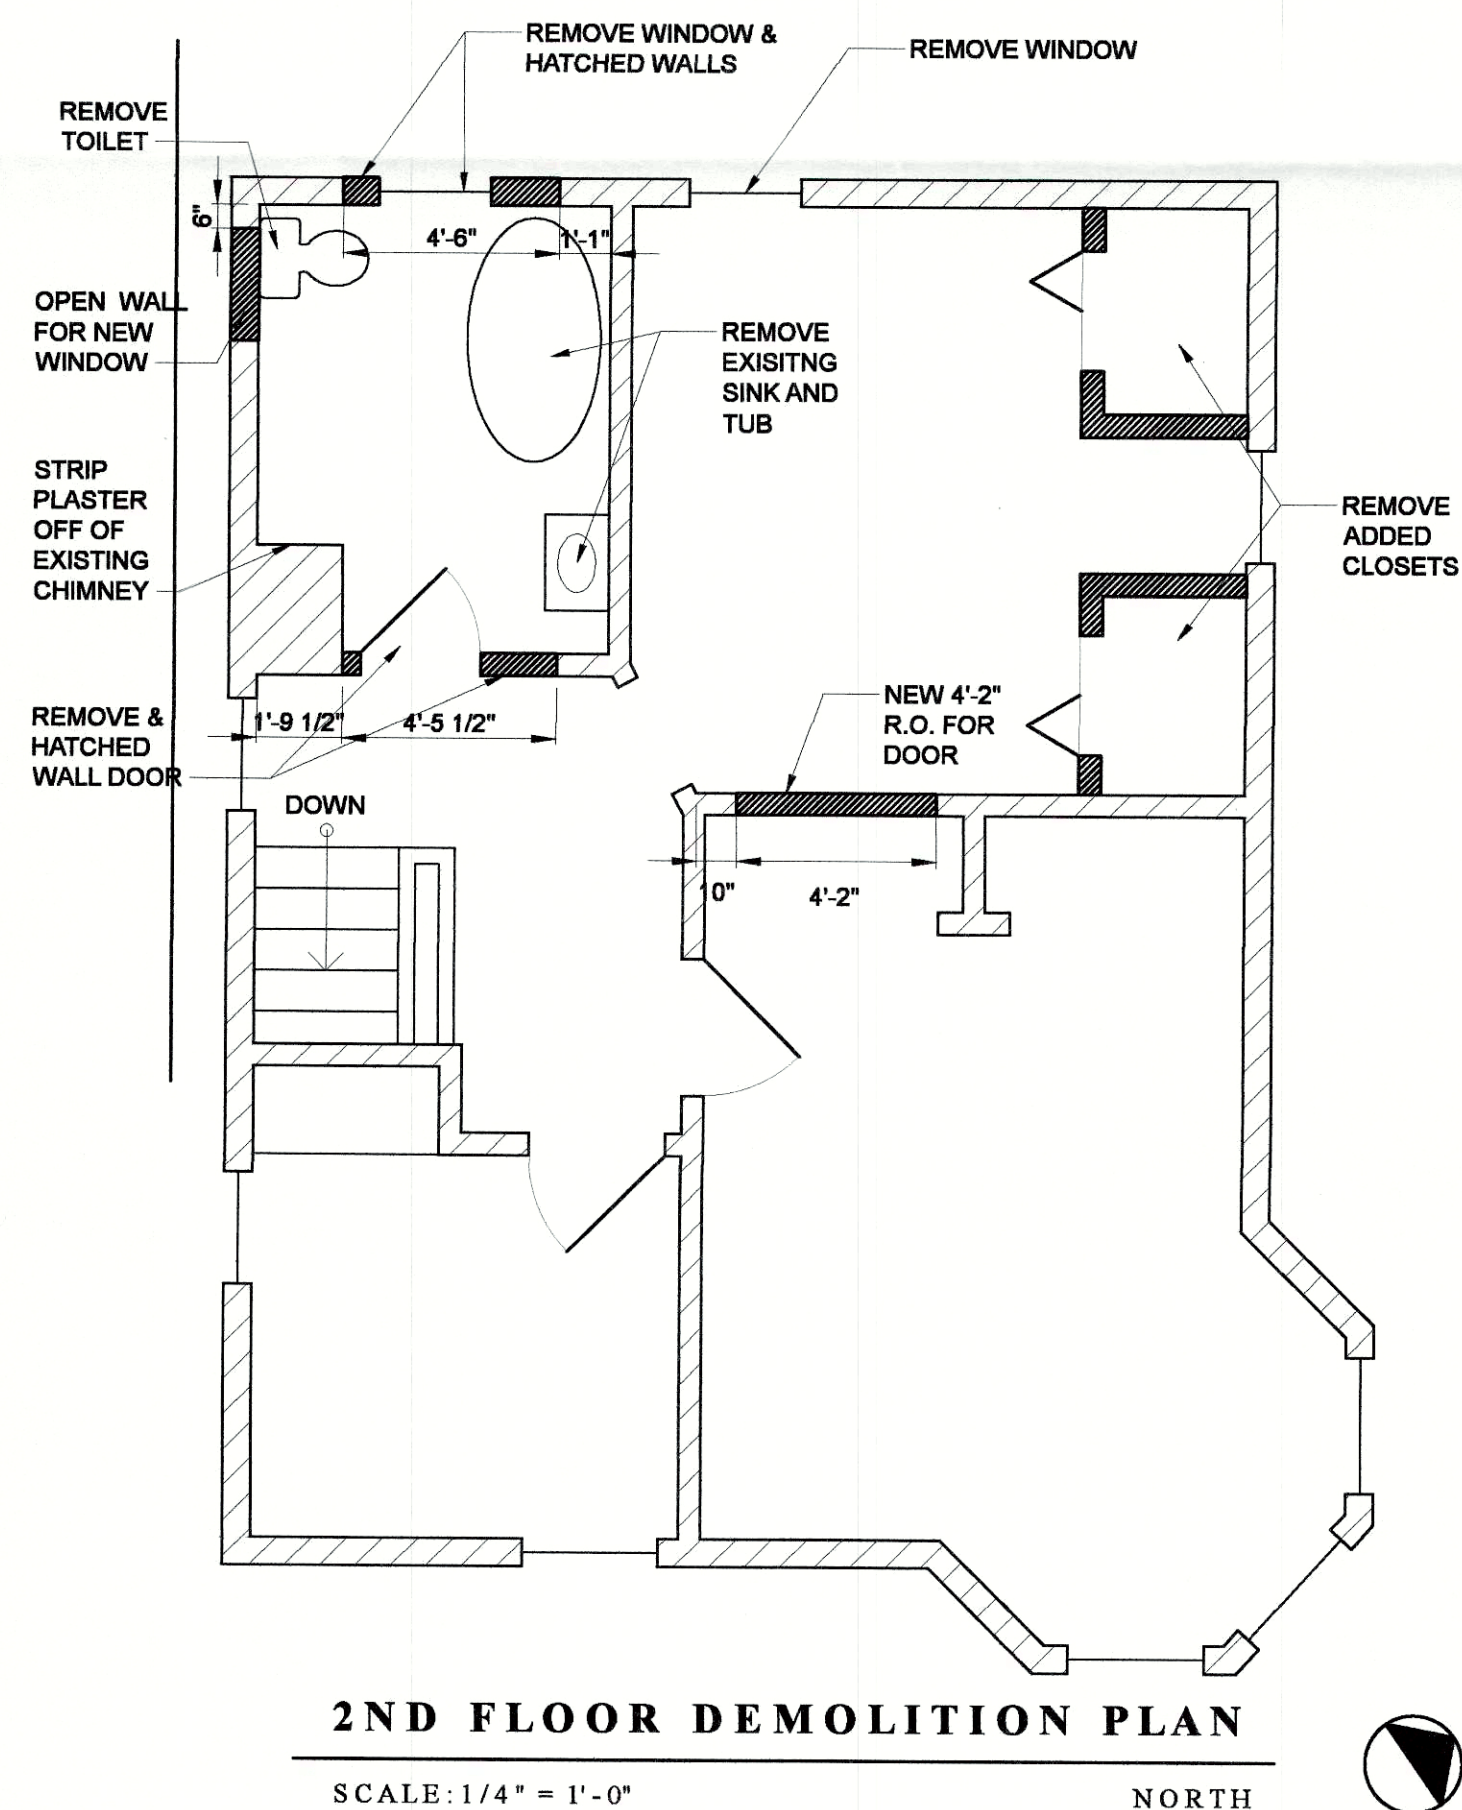 REMOVE WINDOW &
HATCHED WALLS
REMOVE WINDOW
REMOVE
TOILET
6"
4'-6"
1'-1"
OPEN WALL
FOR NEW
WINDOW
REMOVE
EXISITNG
SINK AND
TUB
STRIP
PLASTER
OFF OF
EXISTING
CHIMNEY
REMOVE
ADDED
CLOSETS
REMOVE &
HATCHED
WALL DOOR
1'-9 1/2"
4'-5 1/2"
NEW 4'-2"
R.O. FOR
DOOR
DOWN
10"
4'-2"
2ND FLOOR DEMOLITION PLAN
SCALE: 1/4" = 1'-0"
NORTH